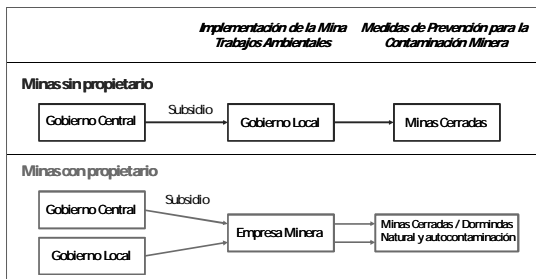 Implementación de la Mina
Trabajos Ambientales
Medidas de Prevención para la
Contaminación Minera
Minas sin propietario
Gobierno Central
Subsidio
Gobierno Local
Minas Cerradas
Minas con propietario
Gobierno Central
Subsidio
Gobierno Local
Empresa Minera
Minas Cerradas / Dormindas
Natural y autocontaminación